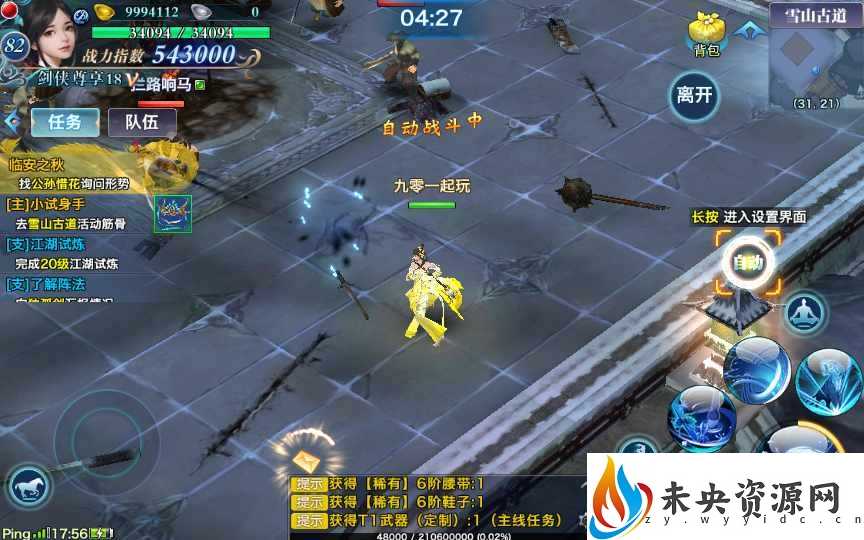 9994112
0
34094 / 34094
82
战力指数 543000
剑侠尊享18
拦路响马
04:27
背包
雪山古道
(31, 21)
离开
任务
队伍
自动战斗中
临安之秋
找公孙惜花询问形势
[主]小试身手
去雪山古道活动筋骨
[支]江湖试炼
完成20级江湖试炼
[支]了解阵法
九零一起玩
长按 进入设置界面
自动
提示 获得【稀有】6阶腰带:1
提示 获得【稀有】6阶鞋子:1
提示 获得T1武器（定制）:1（主线任务）
48000 / 210600000 (0.02%)
Ping
17:56
未央资源网
zy.wyyidc.cn